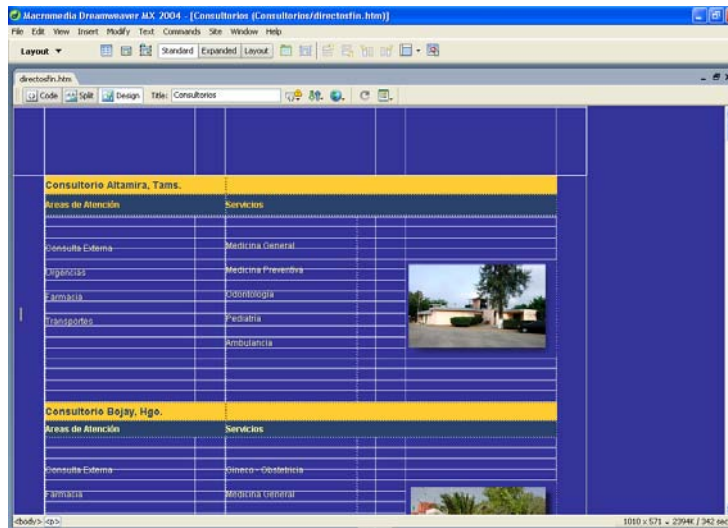 Macromedia Dreamweaver MX 2004 - [Consultorios (Consultorios/directosfin.htm)]
File Edit View Insert Modify Text Commands Site Window Help
Layout Standard Expanded Layout
directosfin.htm
Code Split Design Title: Consultorios
Consultorio Altamira, Tams.
Areas de Atención Servicios
Consulta Externa Medicina General
Urgencias Medicina Preventiva
Farmacia Odontología
Transportes Pediatría
Ambulancia
Consultorio Bojay, Hgo.
Areas de Atención Servicios
Consulta Externa Gineco - Obstetricia
Farmacia Medicina General
<body> <p> 1010 x 571 2394K / 342 sec